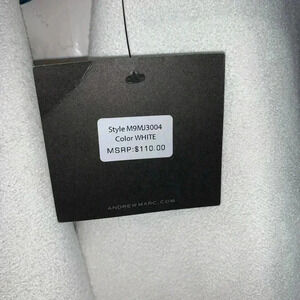 Style M9MJ3004
Color WHITE
MSRP:$110.00
ANDREWMARC.COM